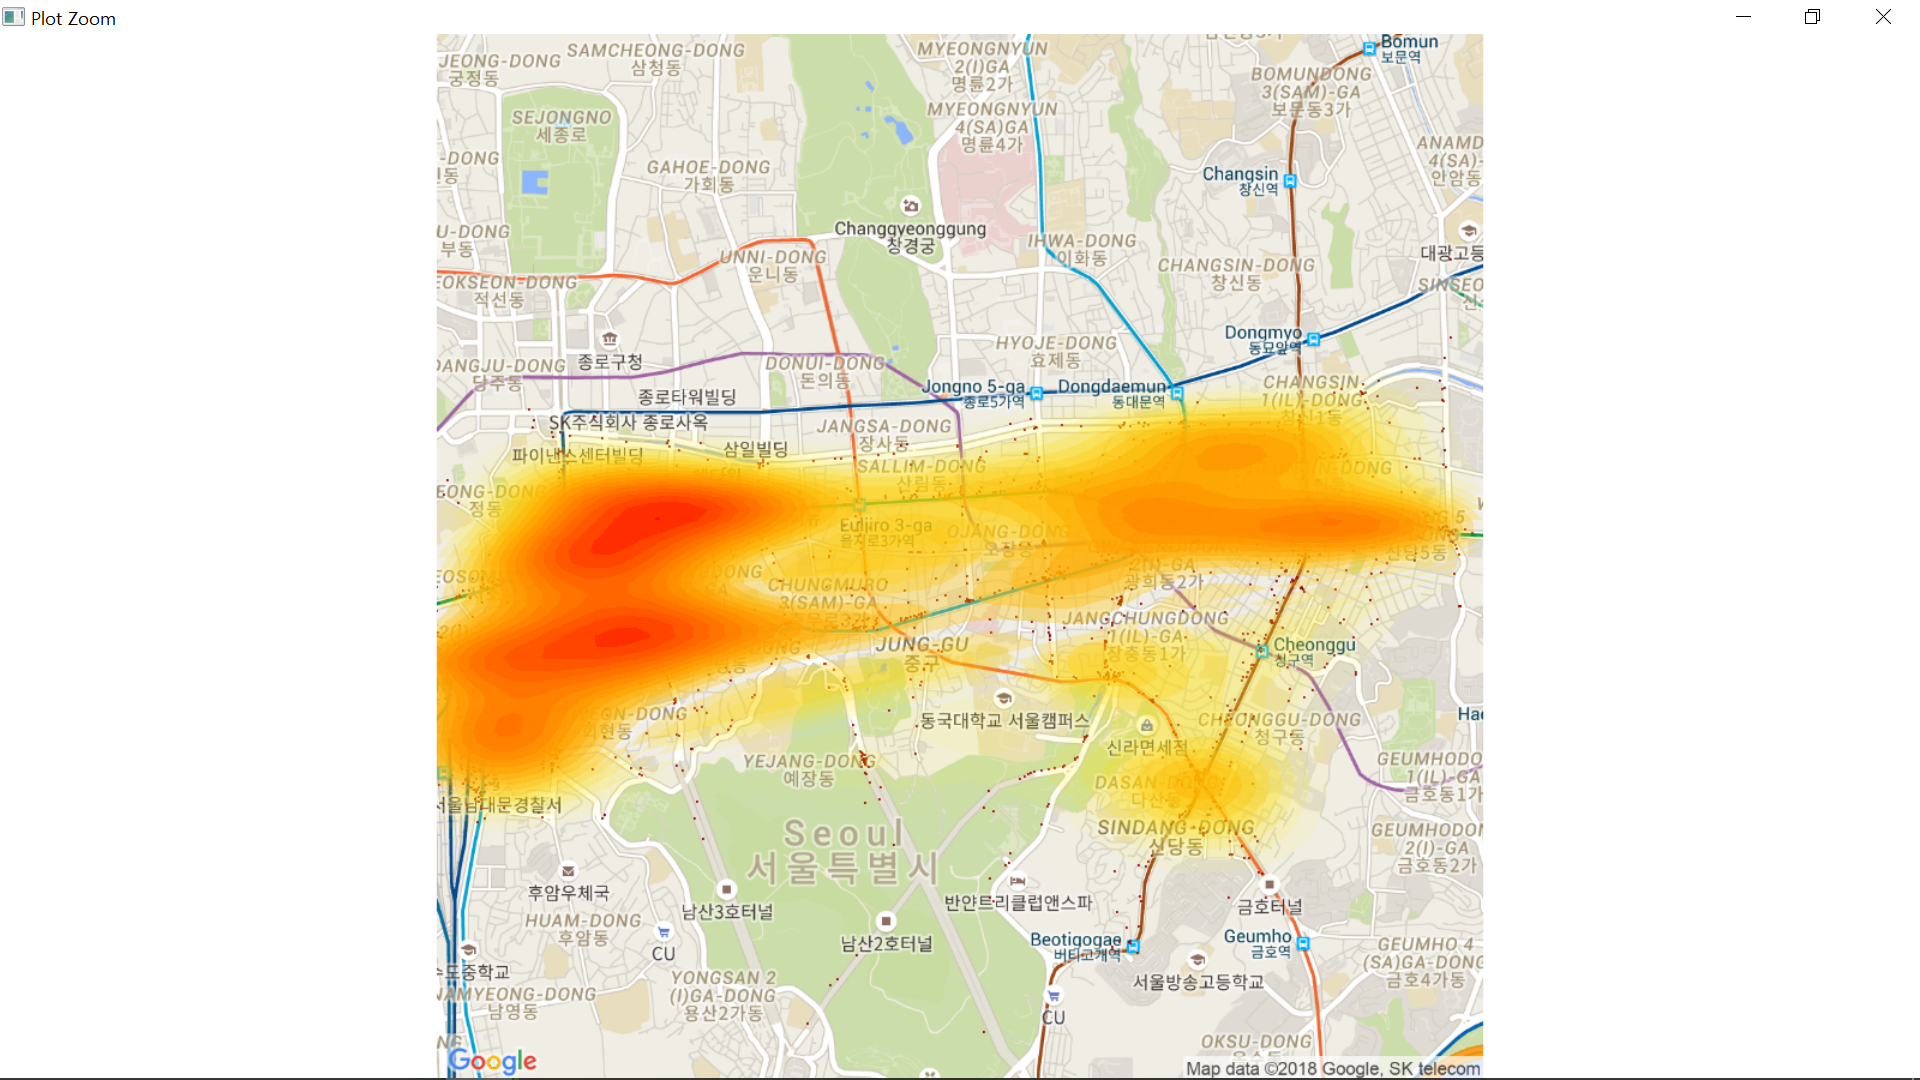 Plot Zoom
JEONG-DONG
궁정동
SAMCHEONG-DONG
삼청동
MYEONGNYUN
2(I)GA
명륜2가
Bomun
보문역
BOMUNDONG
3(SAM)-GA
보문동3가
SEJONGNO
세종로
MYEONGNYUN
4(SA)GA
명륜4가
ANAMD
4(SA)-
안암동
-DONG
GAHOE-DONG
가회동
Changsin
창신역
U-DONG
부동
Changgyeonggung
창경궁
IHWA-DONG
이화동
대광고등
UNNI-DONG
운니동
CHANGSIN-DONG
창신동
EOKSEON-DONG
적선동
SINSEO
Dongmyo
동묘앞역
종로구청
HYOJE-DONG
효제동
DANGJU-DONG
당주동
DONUI-DONG
돈의동
종로타워빌딩
Jongno 5-ga
종로5가역
Dongdaemun
동대문역
CHANGSIN
1(IL)-DONG
창신1동
SK주식회사 종로사옥
JANGSA-DONG
장사동
삼일빌딩
파이낸스센터빌딩
SALLIM-DONG
산림동
EONG-DONG
정동
Euljiro 3-ga
을지로3가역
OJANG-DONG
오장동
신당5동
2(I)-GA
광희동2가
CHUNGMURO
3(SAM)-GA
JANGCHUNGDONG
1(IL)-GA
장충동1가
JUNG-GU
중구
Cheonggu
청구역
동국대학교 서울캠퍼스
CHEONGGU-DONG
청구동
신라면세점
YEJANG-DONG
예장동
DASAN-DONG
다산동
GEUMHODO
1(IL)-GA
금호동1가
서울남대문경찰서
Seoul
서울특별시
SINDANG-DONG
신당동
GEUMHODON
2(I)-GA
금호동2가
후암우체국
남산3호터널
반얀트리클럽앤스파
금호터널
HUAM-DONG
후암동
CU
남산2호터널
Beotigogae
버티고개역
Geumho
금호역
GEUMHO 4
(SA)GA-DONG
금호4가동
수도중학교
YONGSAN 2
(I)GA-DONG
용산2가동
서울방송고등학교
NAMYEONG-DONG
남영동
CU
OKSU-DONG
Google
Map data ©2018 Google, SK telecom